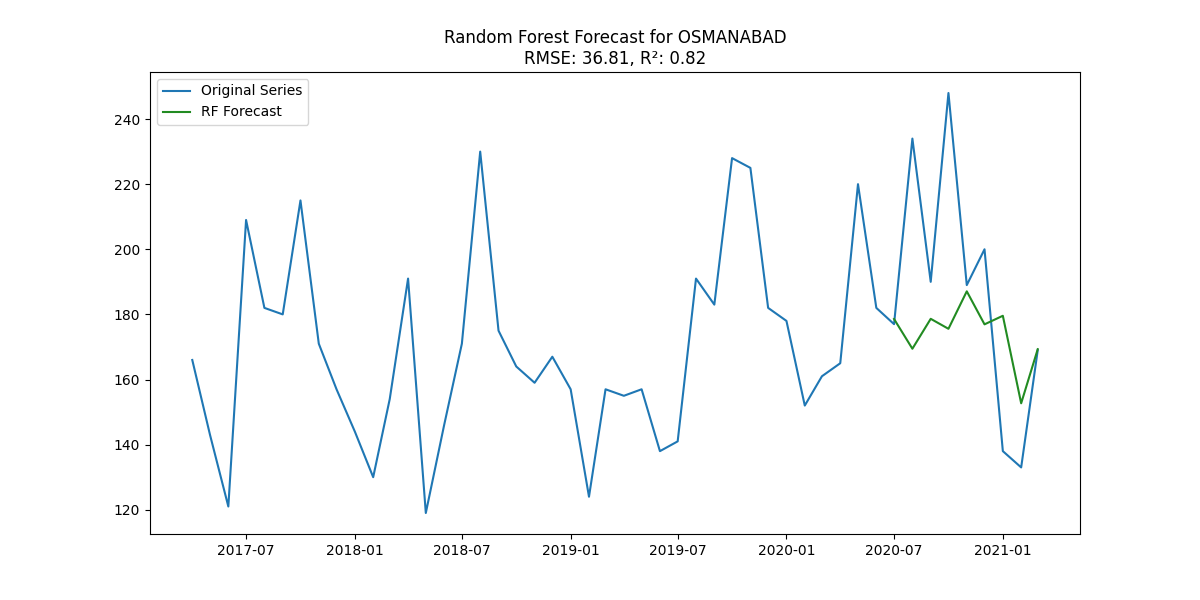 Random Forest Forecast for OSMANABAD
RMSE: 36.81, R²: 0.82
Original Series
RF Forecast
240
220
200
180
160
140
120
2017-07 2018-01 2018-07 2019-01 2019-07 2020-01 2020-07 2021-01